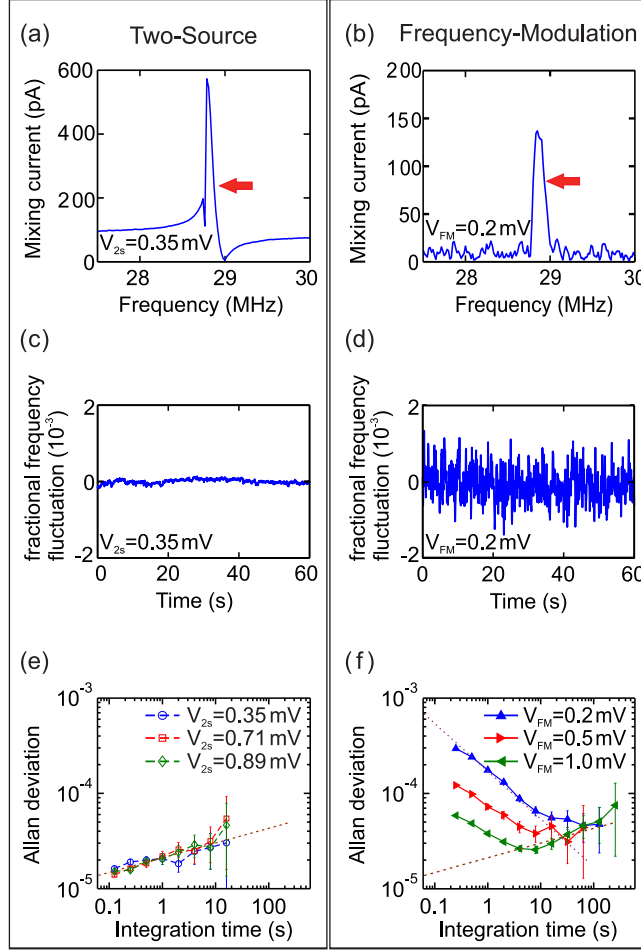 Two-Source
(a)
Mixing current (pA)
600
400
200
0
V2s=0.35 mV
28
29
30
Frequency (MHz)
Frequency-Modulation
(b)
Mixing current (pA)
200
150
100
50
0
VFM=0.2 mV
28
29
30
Frequency (MHz)
(c)
fractional frequency
fluctuation (10-3)
2
0
-2
V2s=0.35 mV
0
20
40
60
Time (s)
(d)
fractional frequency
fluctuation (10-3)
2
0
-2
VFM=0.2 mV
0
20
40
60
Time (s)
(e)
Allan deviation
10-3
10-4
10-5
V2s=0.35 mV
V2s=0.71 mV
V2s=0.89 mV
0.1
1
10
100
Integration time (s)
(f)
Allan deviation
10-3
10-4
10-5
VFM=0.2 mV
VFM=0.5 mV
VFM=1.0 mV
0.1
1
10
100
Integration time (s)